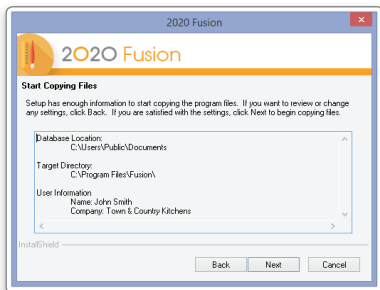 2020 Fusion
2020 Fusion
Start Copying Files
Setup has enough information to start copying the program files. If you want to review or change
any settings, click Back. If you are satisfied with the settings, click Next to begin copying files.
Database Location:
C:\Users\Public\Documents
Target Directory:
C:\Program Files\Fusion\
User Information
Name: John Smith
Company: Town & Country Kitchens
InstallShield
Back Next Cancel